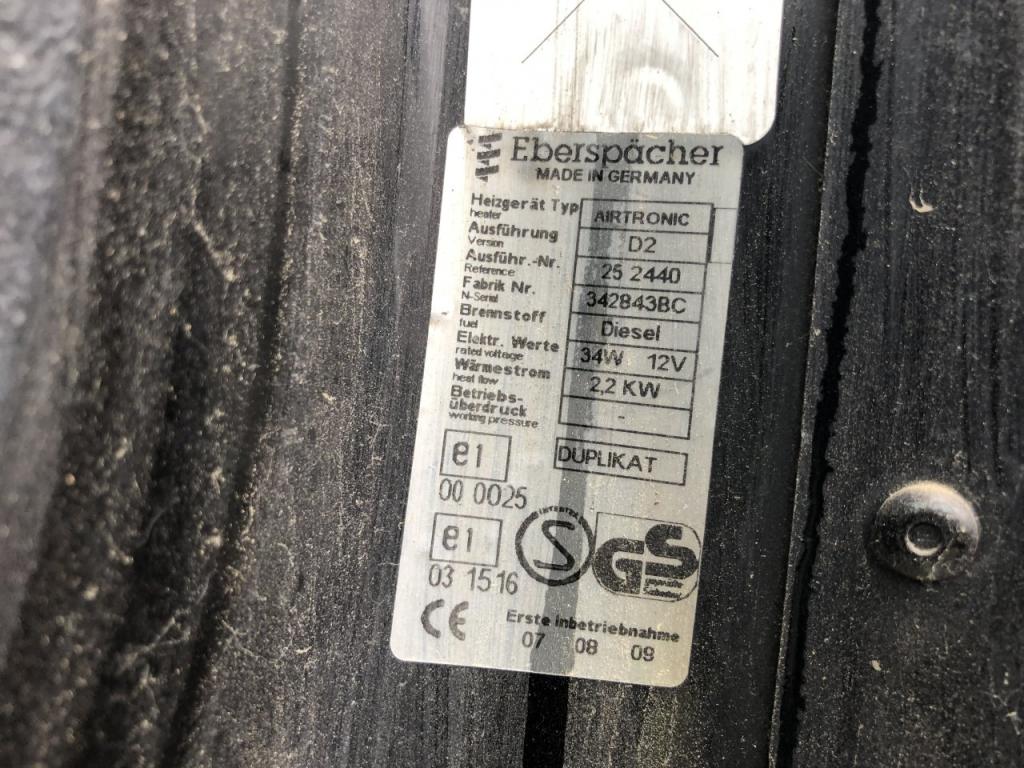 Eberspächer
MADE IN GERMANY
Heizgerät Typ AIRTRONIC
heater
Ausführung D2
Version
Ausführ.-Nr. 25 2440
Reference
Fabrik Nr. 342843BC
N-Serial
Brennstoff Diesel
fuel
Elektr. Werte 34W 12V
rated voltage
Wärmestrom 2,2 KW
heat flow
Betriebs-
überdruck -
working pressure
e1 DUPLIKAT
00 0025
e1
03 1516
INTERTEK
S
GS
CE
Erste Inbetriebnahme
07 08 09